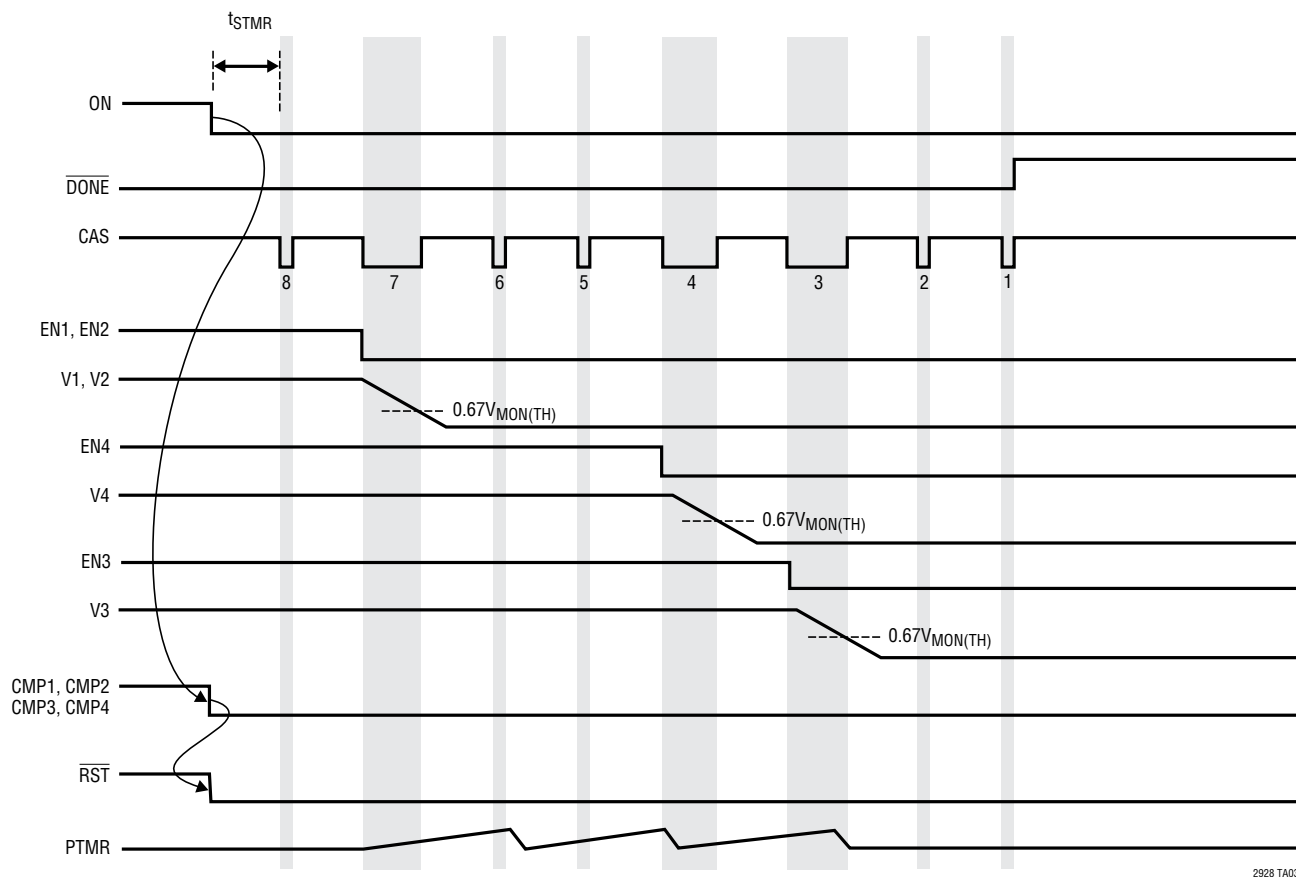 tSTMR
ON
DONE
CAS
8 7 6 5 4 3 2 1
EN1, EN2
V1, V2
0.67VMON(TH)
EN4
V4
0.67VMON(TH)
EN3
V3
0.67VMON(TH)
CMP1, CMP2
CMP3, CMP4
RST
PTMR
2928 TA03